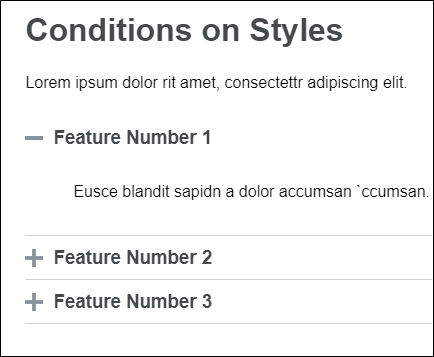 Conditions on Styles
Lorem ipsum dolor rit amet, consectettr adipiscing elit.
Feature Number 1
Eusce blandit sapidn a dolor accumsan `ccumsan.
Feature Number 2
Feature Number 3